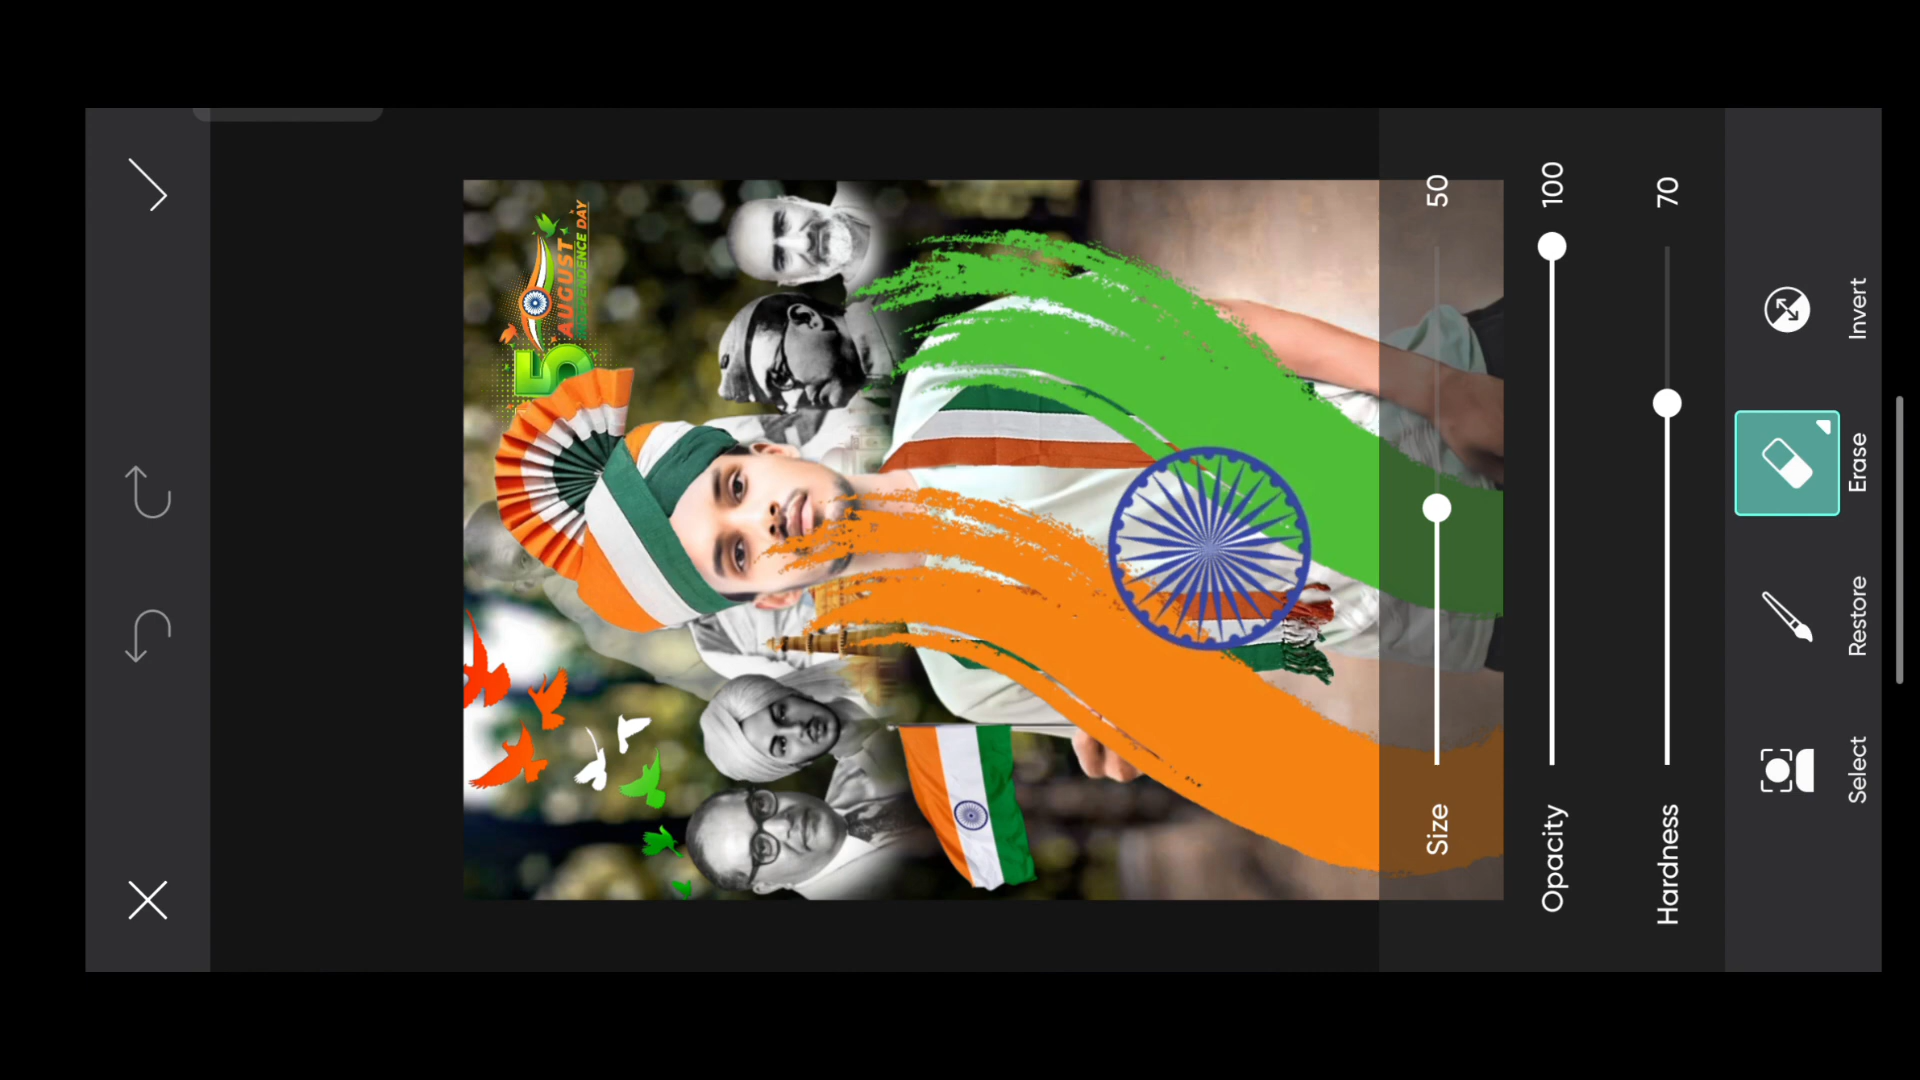 5
AUGUST
INDEPENDENCE DAY
Size
50
Opacity
100
Hardness
70
Select
Restore
Erase
Invert